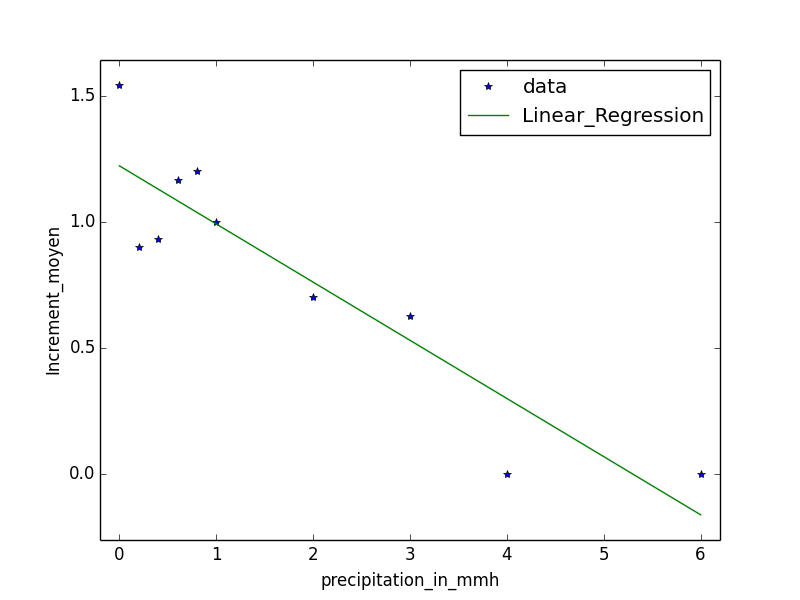 data
Linear_Regression
1.5
1.0
0.5
0.0
Increment_moyen
0 1 2 3 4 5 6
precipitation_in_mmh